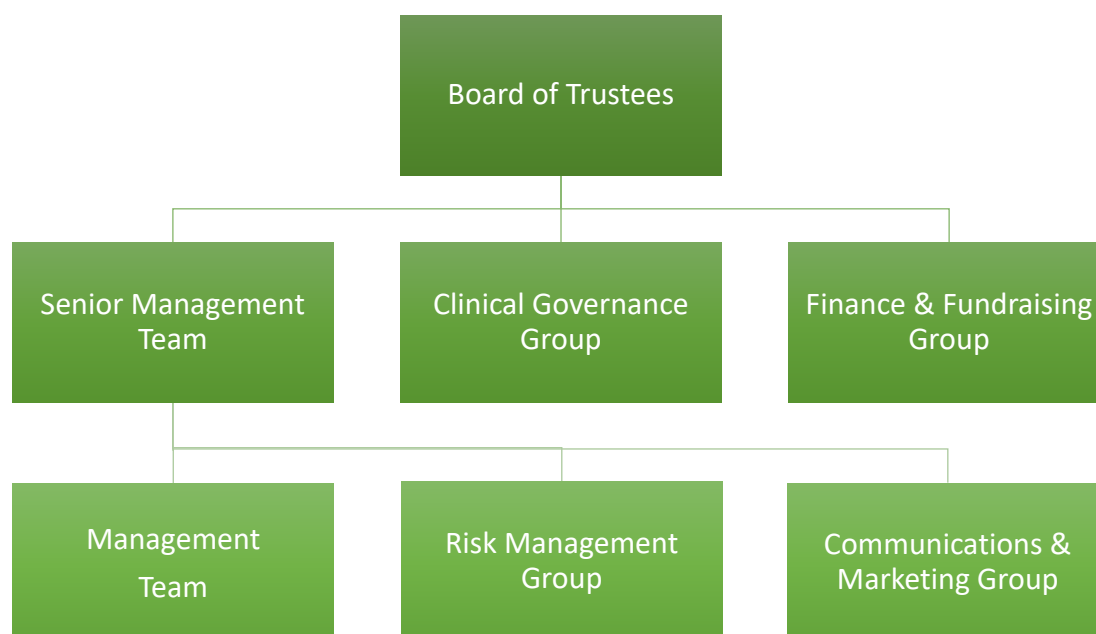 Board of Trustees
Senior Management
Team
Clinical Governance
Group
Finance & Fundraising
Group
Management
Team
Risk Management
Group
Communications &
Marketing Group